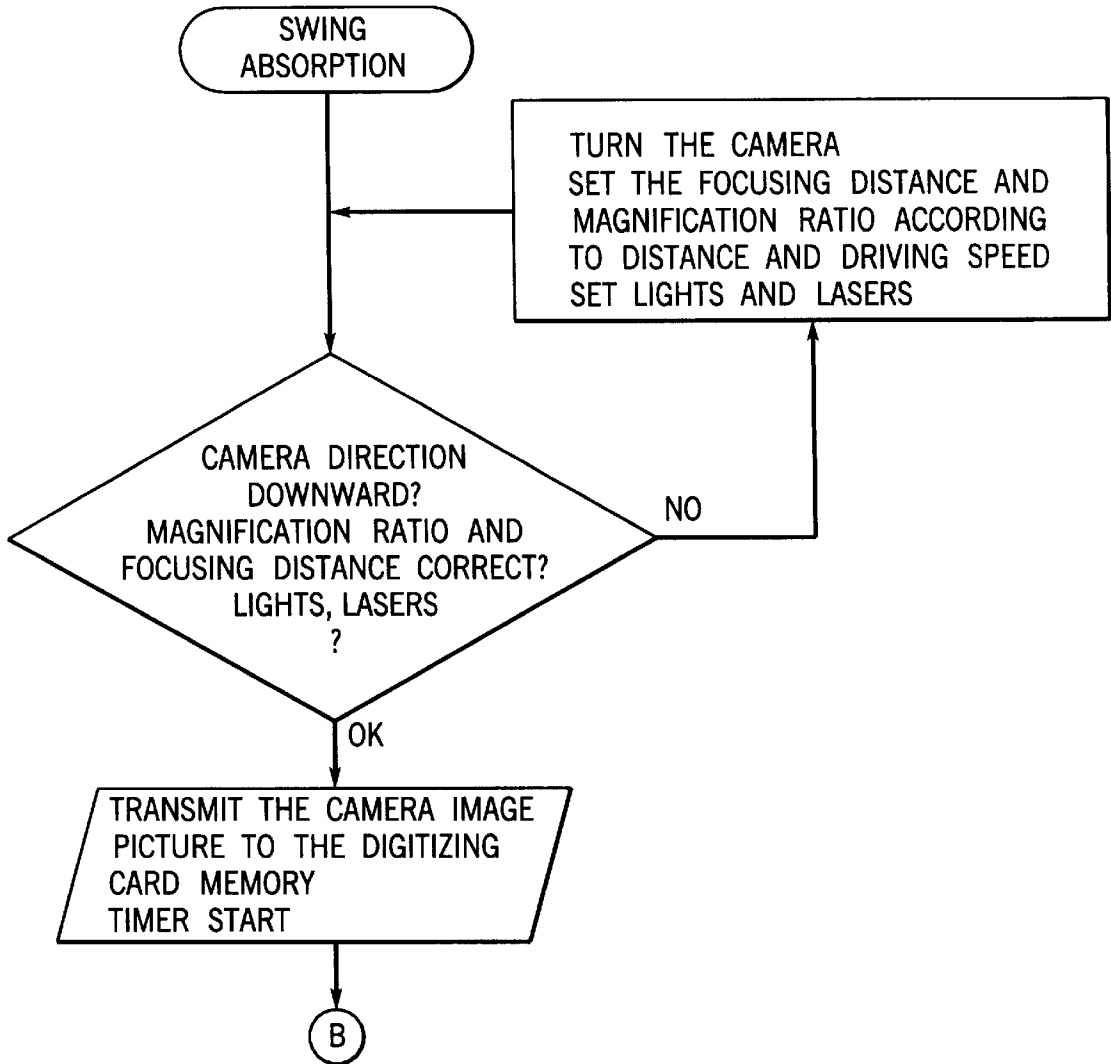 SWING
ABSORPTION
TURN THE CAMERA
SET THE FOCUSING DISTANCE AND
MAGNIFICATION RATIO ACCORDING
TO DISTANCE AND DRIVING SPEED
SET LIGHTS AND LASERS
CAMERA DIRECTION
DOWNWARD?
MAGNIFICATION RATIO AND
FOCUSING DISTANCE CORRECT?
LIGHTS, LASERS
?
NO
OK
TRANSMIT THE CAMERA IMAGE
PICTURE TO THE DIGITIZING
CARD MEMORY
TIMER START
B